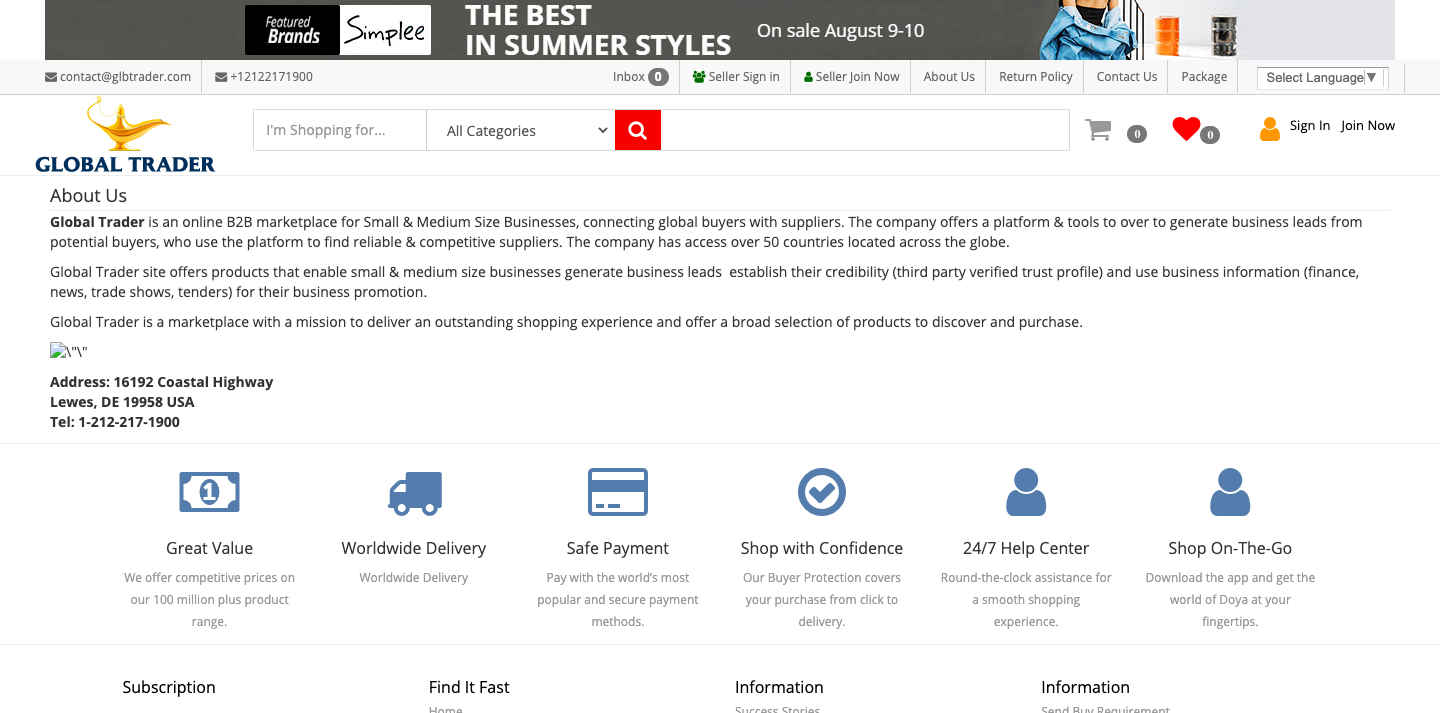 Featured
Brands
Simplee
THE BEST
IN SUMMER STYLES
On sale August 9-10
contact@glbtrader.com
+12122171900
Inbox 0
Seller Sign in
Seller Join Now
About Us
Return Policy
Contact Us
Package
Select Language▼
GLOBAL TRADER
I'm Shopping for...
All Categories
0
0
Sign In
Join Now
About Us
Global Trader is an online B2B marketplace for Small & Medium Size Businesses, connecting global buyers with suppliers. The company offers a platform & tools to over to generate business leads from
potential buyers, who use the platform to find reliable & competitive suppliers. The company has access over 50 countries located across the globe.
Global Trader site offers products that enable small & medium size businesses generate business leads  establish their credibility (third party verified trust profile) and use business information (finance,
news, trade shows, tenders) for their business promotion.
Global Trader is a marketplace with a mission to deliver an outstanding shopping experience and offer a broad selection of products to discover and purchase.
\"\"
Address: 16192 Coastal Highway
Lewes, DE 19958 USA
Tel: 1-212-217-1900
1
Great Value
We offer competitive prices on
our 100 million plus product
range.
Worldwide Delivery
Worldwide Delivery
Safe Payment
Pay with the world's most
popular and secure payment
methods.
Shop with Confidence
Our Buyer Protection covers
your purchase from click to
delivery.
24/7 Help Center
Round-the-clock assistance for
a smooth shopping
experience.
Shop On-The-Go
Download the app and get the
world of Doya at your
fingertips.
Subscription
Find It Fast
Home
Information
Success Stories
Information
Send Buy Requirement